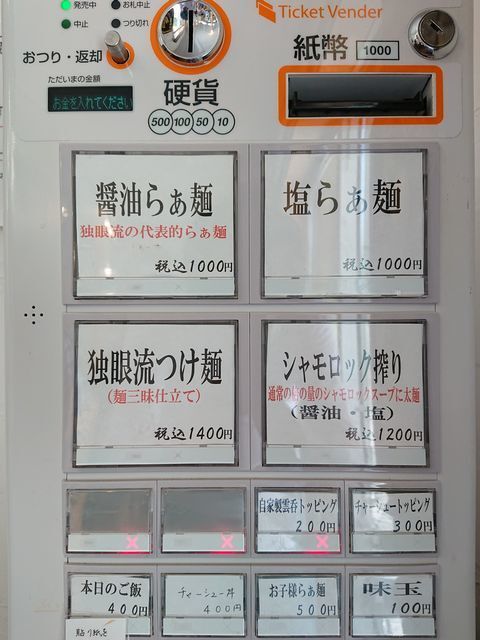 発売中
お札中止
中止
つり切れ
Ticket Vender
おつり・返却
ただいまの金額
お金を入れてください
硬貨
500 100 50 10
紙幣 1000
醤油らぁ麺
独眼流の代表的らぁ麺
税込1000円
塩らぁ麺
税込1000円
独眼流つけ麺
(麺三昧仕立て)
税込1400円
シャモロック搾り
通常の倍の量のシャモロックスープに太麺
(醤油・塩)
税込1200円
自家製雲呑トッピング
200円
チャーシュートッピング
300円
本日のご飯
400円
チャーシュー丼
400円
お子様らぁ麺
500円
味玉
100円
貼り紙を